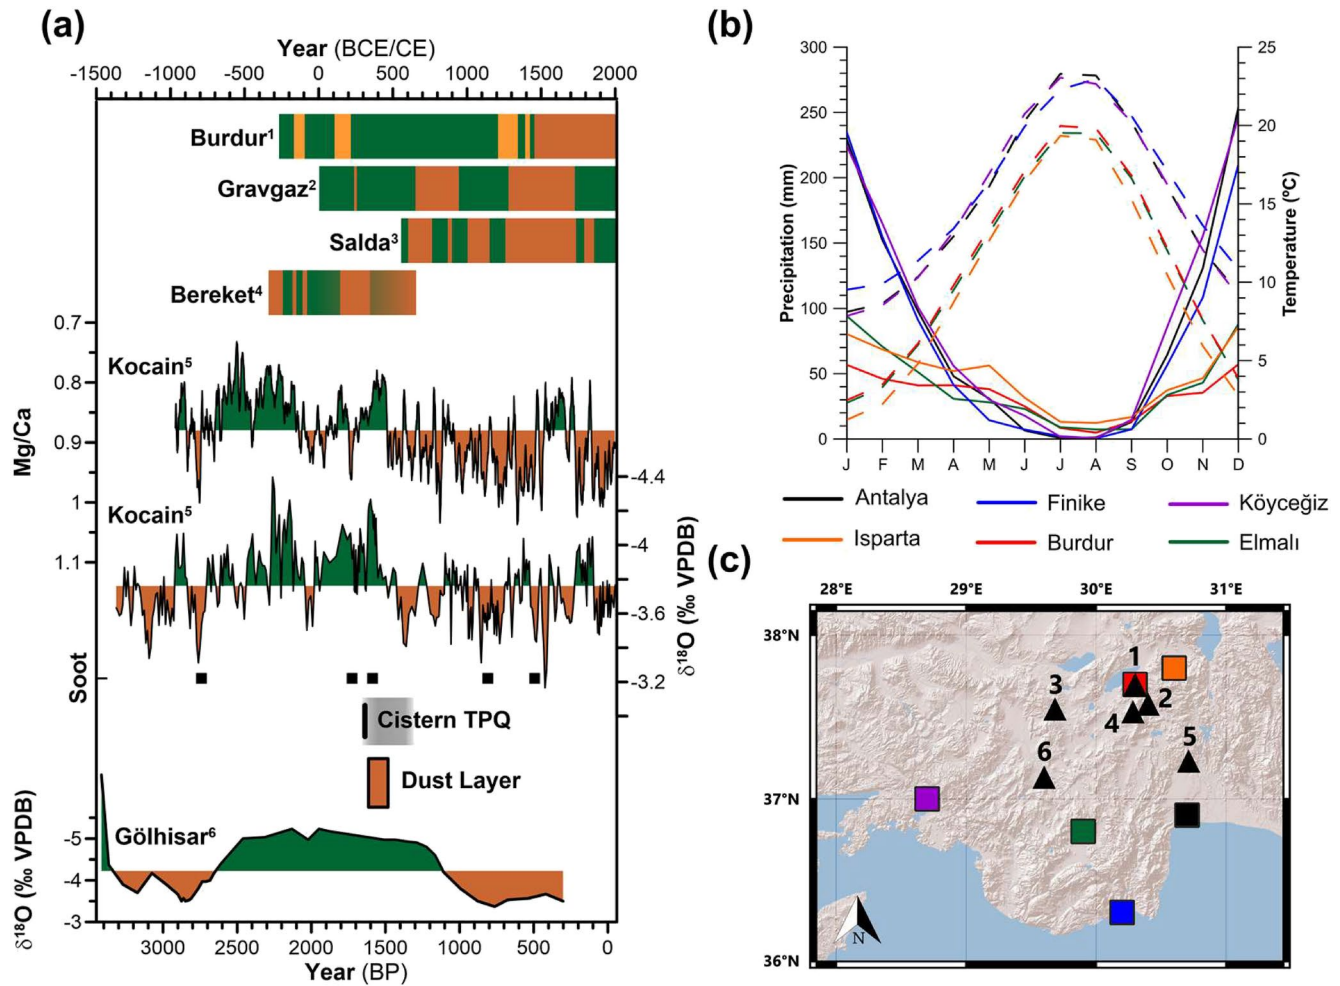 (a)
Year (BCE/CE)
-1500 -1000 -500 0 500 1000 1500 2000
Burdur¹
Gravgaz²
Salda³
Bereket⁴
0.7
0.8
0.9
1
1.1
Mg/Ca
Kocain⁵
Kocain⁵
-4.4
-4
-3.6
-3.2
δ¹⁸O (‰ VPDB)
Soot
Cistern TPQ
Dust Layer
Gölhisar⁶
-5
-4
-3
δ¹⁸O (‰ VPDB)
3000 2500 2000 1500 1000 500 0
Year (BP)
(b)
300
250
200
150
100
50
0
Precipitation (mm)
25
20
15
10
5
0
Temperature (ºC)
J F M A M J J A S O N D
Antalya Finike Köyceğiz
Isparta Burdur Elmalı
(c)
28°E 29°E 30°E 31°E
38°N
37°N
36°N
1
2
3
4
5
6
N